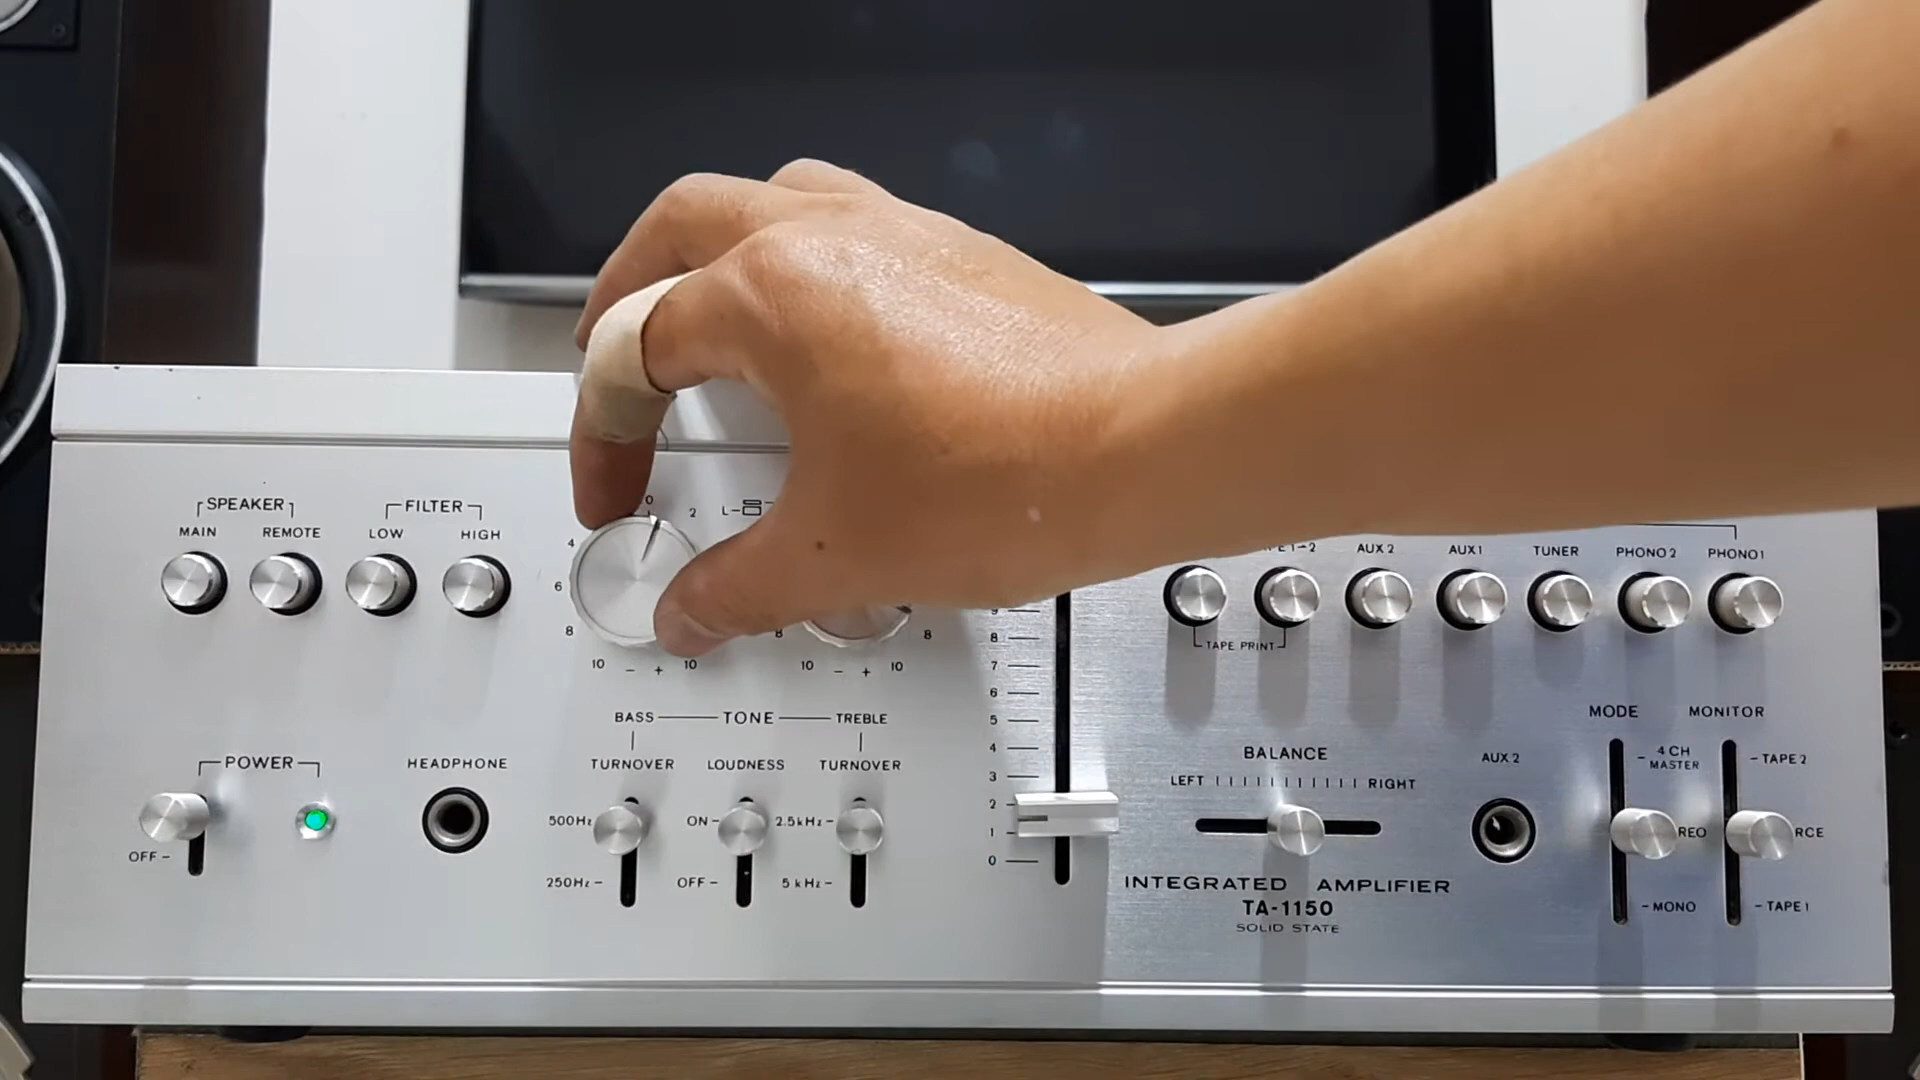 SPEAKER
MAIN REMOTE
FILTER
LOW HIGH
0
2
4
6
8
10 - + 10
L-
8
8
10 - + 10
9
8
7
6
5
4
3
2
1
0
1-2 AUX 2 AUX 1 TUNER PHONO 2 PHONO 1
TAPE PRINT
BASS TONE TREBLE
TURNOVER LOUDNESS TURNOVER
500Hz ON 2.5kHz
250Hz OFF 5kHz
POWER
OFF
HEADPHONE
BALANCE
LEFT RIGHT
AUX 2
MODE
4 CH
MASTER
REO
MONO
MONITOR
TAPE 2
RCE
TAPE 1
INTEGRATED AMPLIFIER
TA-1150
SOLID STATE